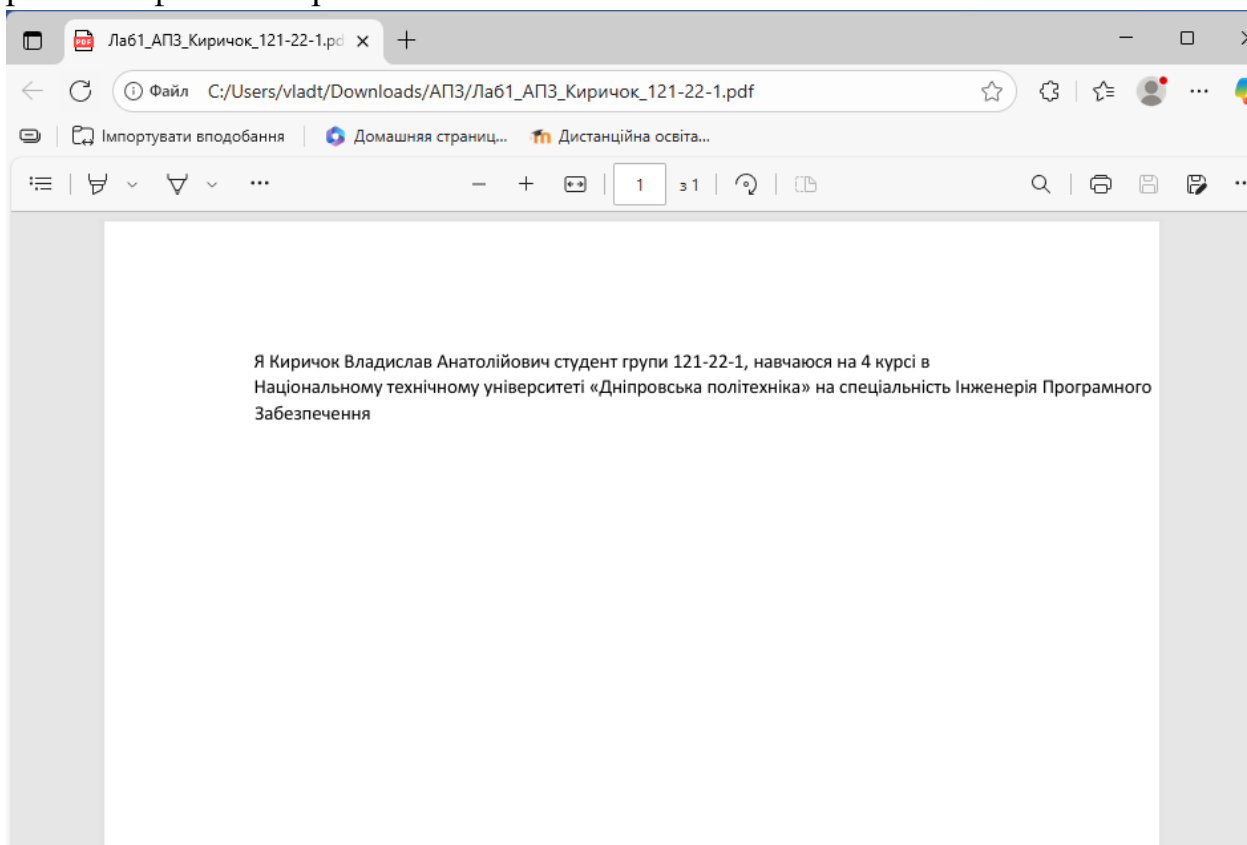 Лаб1_АПЗ_Киричок_121-22-1.pd
Файл C:/Users/vladt/Downloads/АПЗ/Лаб1_АПЗ_Киричок_121-22-1.pdf
Імпортувати вподобання Домашняя страниц... Дистанційна освіта...
1 з 1
Я Киричок Владислав Анатолійович студент групи 121-22-1, навчаюся на 4 курсі в
Національному технічному університеті «Дніпровська політехніка» на спеціальність Інженерія Програмного
Забезпечення